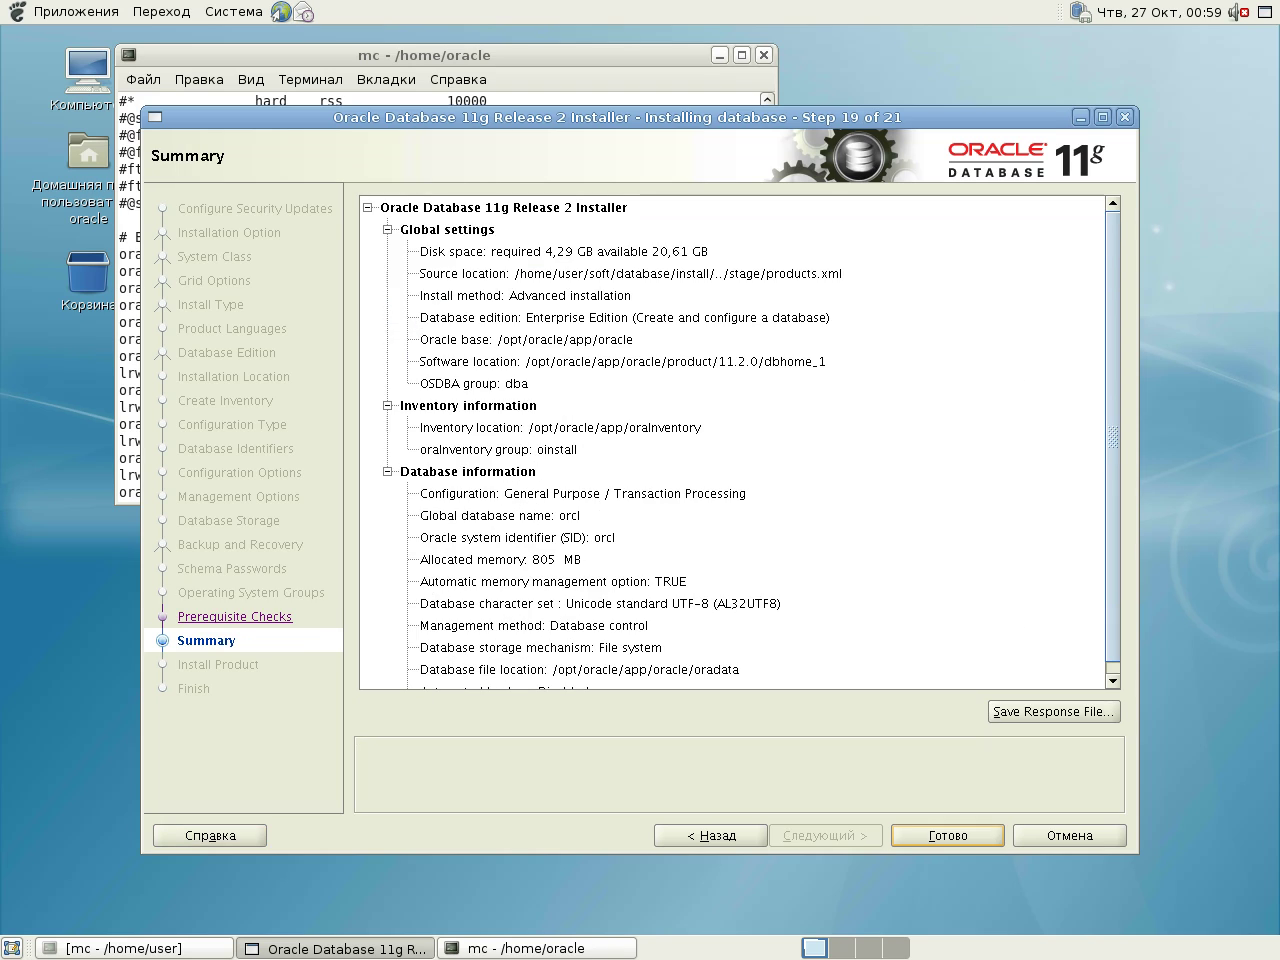 Приложения Переход Система
Чтв, 27 Окт, 00:59
Компьют
Домашняя п
пользоват
oracle
Корзина
mc - /home/oracle
Файл Правка Вид Терминал Вкладки Справка
#* hard rss 10000
#@s
#@f
#@f
#ft
#ft
#@s
# E
ora
ora
ora
ora
ora
ora
ora
lrw
ora
lrw
ora
lrw
ora
lrw
ora
Oracle Database 11g Release 2 Installer - Installing database - Step 19 of 21
Summary
ORACLE
DATABASE
11g
Configure Security Updates
Installation Option
System Class
Grid Options
Install Type
Product Languages
Database Edition
Installation Location
Create Inventory
Configuration Type
Database Identifiers
Configuration Options
Management Options
Database Storage
Backup and Recovery
Schema Passwords
Operating System Groups
Prerequisite Checks
Summary
Install Product
Finish
Oracle Database 11g Release 2 Installer
Global settings
Disk space: required 4,29 GB available 20,61 GB
Source location: /home/user/soft/database/install/../stage/products.xml
Install method: Advanced installation
Database edition: Enterprise Edition (Create and configure a database)
Oracle base: /opt/oracle/app/oracle
Software location: /opt/oracle/app/oracle/product/11.2.0/dbhome_1
OSDBA group: dba
Inventory information
Inventory location: /opt/oracle/app/oraInventory
oraInventory group: oinstall
Database information
Configuration: General Purpose / Transaction Processing
Global database name: orcl
Oracle system identifier (SID): orcl
Allocated memory: 805 MB
Automatic memory management option: TRUE
Database character set : Unicode standard UTF-8 (AL32UTF8)
Management method: Database control
Database storage mechanism: File system
Database file location: /opt/oracle/app/oracle/oradata
Save Response File...
Справка
< Назад
Следующий >
Готово
Отмена
[mc - /home/user]
Oracle Database 11g R...
mc - /home/oracle